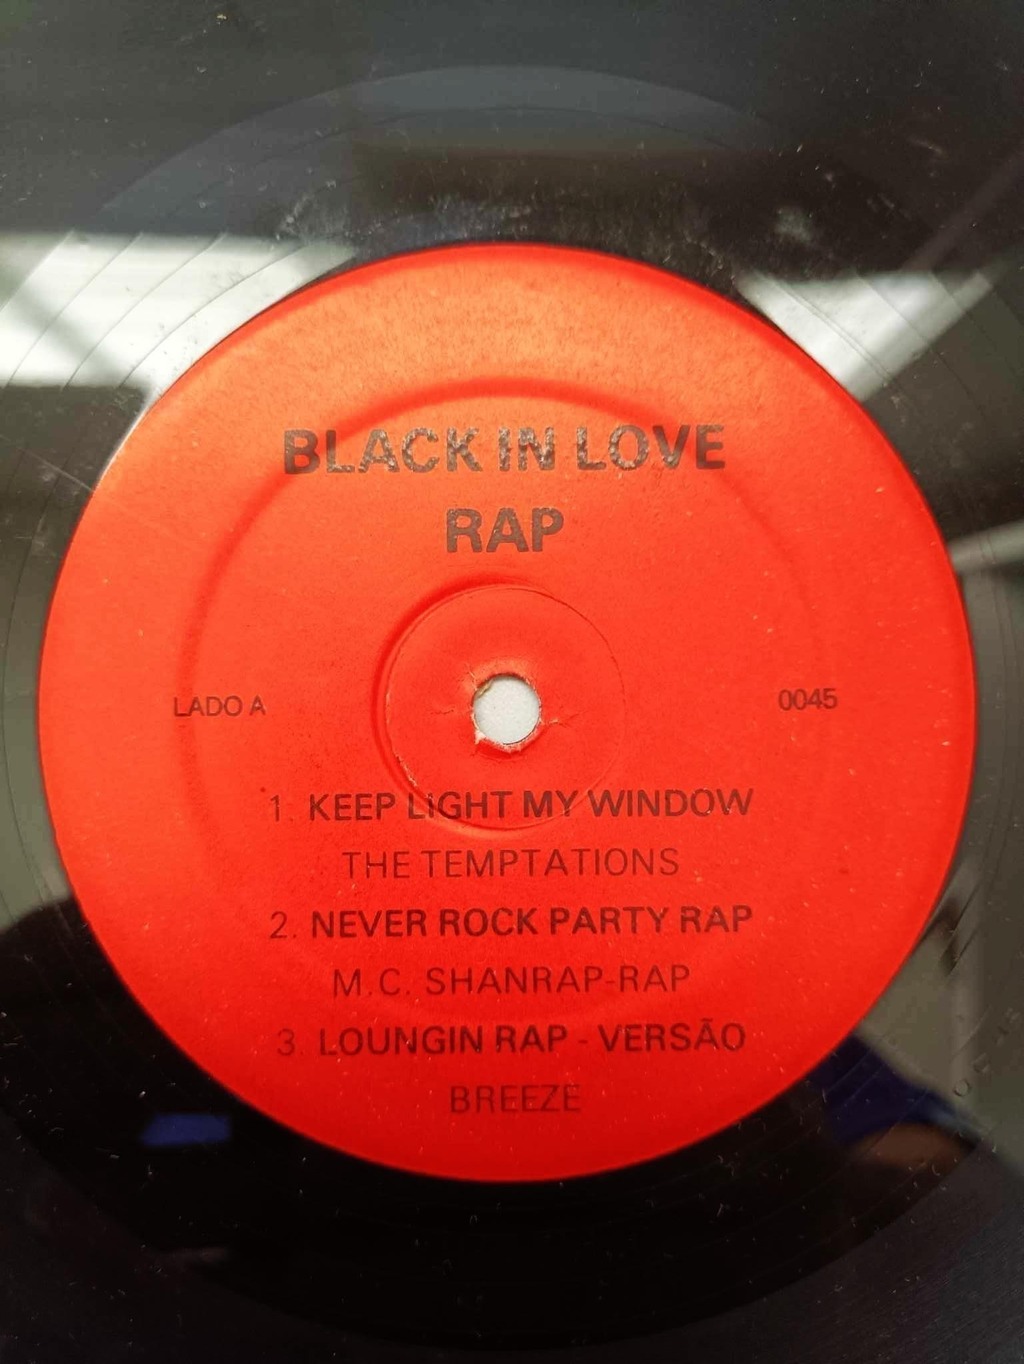 BLACK IN LOVE
RAP
LADO A 0045
1. KEEP LIGHT MY WINDOW
THE TEMPTATIONS
2. NEVER ROCK PARTY RAP
M.C. SHANRAP-RAP
3. LOUNGIN RAP - VERSÃO
BREEZE